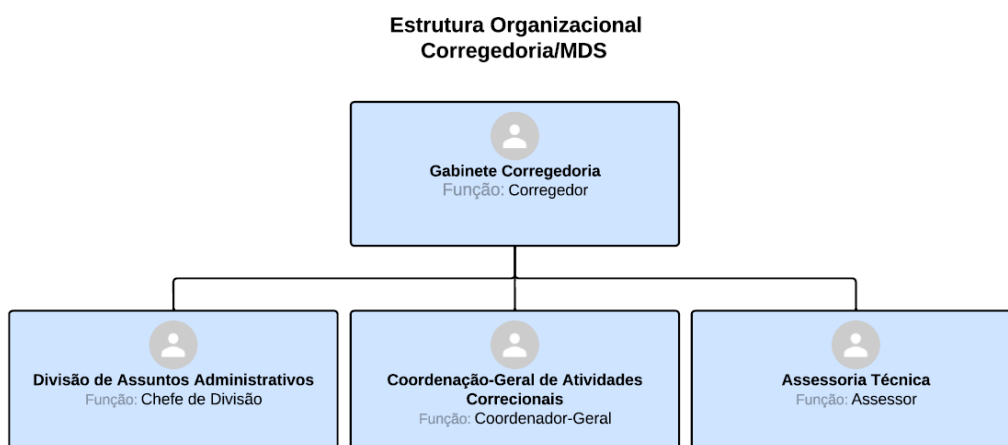 Estrutura Organizacional
Corregedoria/MDS
Gabinete Corregedoria
Função: Corregedor
Divisão de Assuntos Administrativos
Função: Chefe de Divisão
Coordenação-Geral de Atividades
Correcionais
Função: Coordenador-Geral
Assessoria Técnica
Função: Assessor